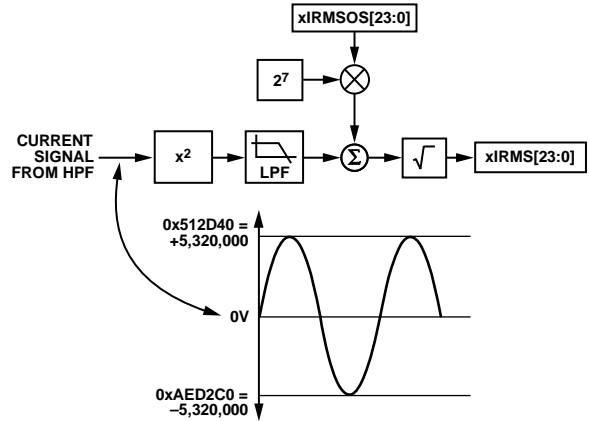 xIRMSOS[23:0]
2⁷
CURRENT
SIGNAL
FROM HPF
x²
LPF
Σ
√
xIRMS[23:0]
0x512D40 =
+5,320,000
0V
0xAED2C0 =
–5,320,000